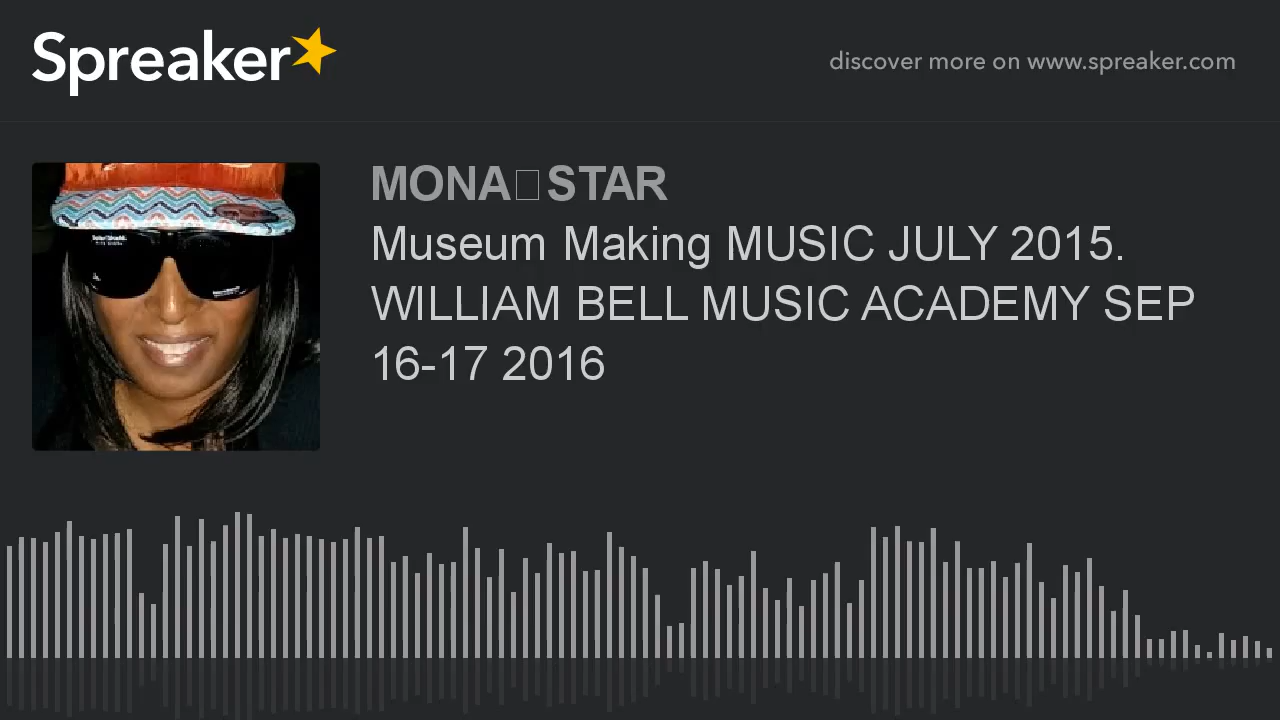 Spreaker
discover more on www.spreaker.com
MONA□STAR
Museum Making MUSIC JULY 2015.
WILLIAM BELL MUSIC ACADEMY SEP
16-17 2016